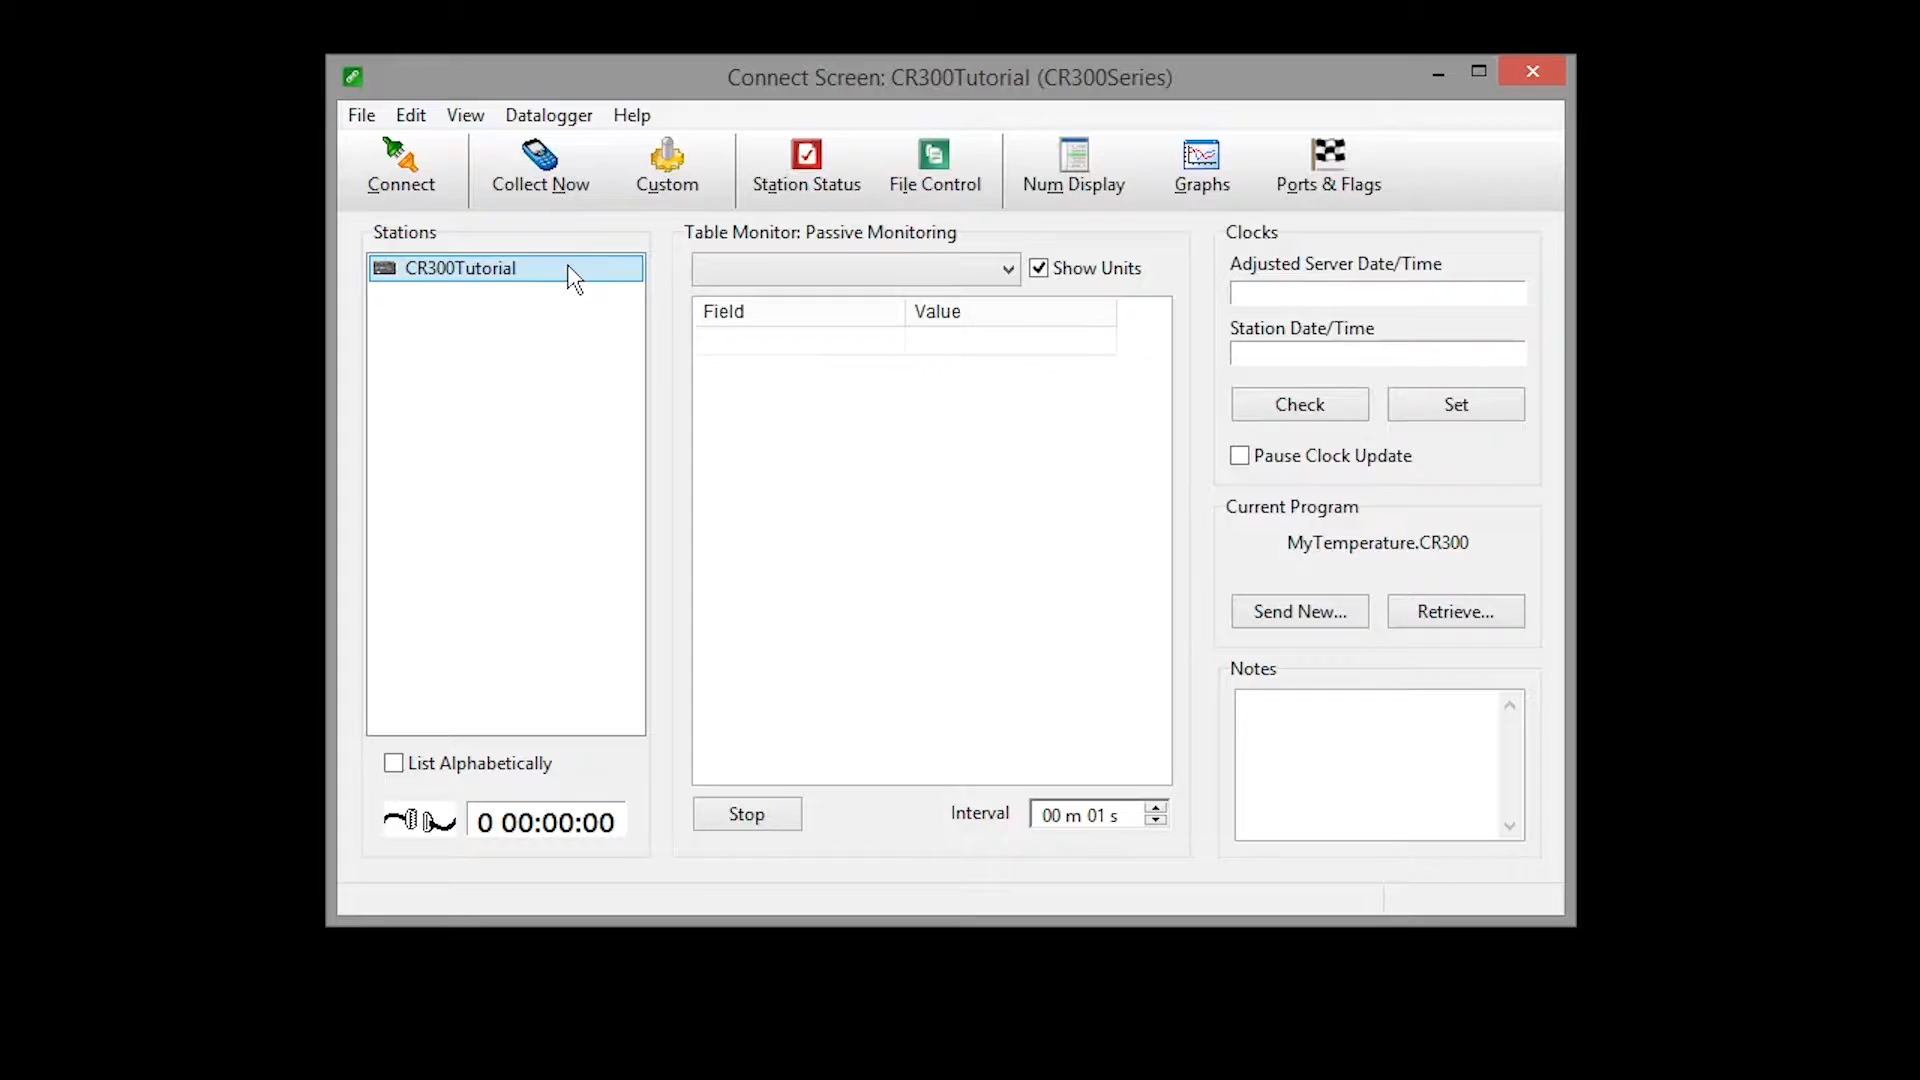 Connect Screen: CR300Tutorial (CR300Series)
File Edit View Datalogger Help
Connect Collect Now Custom Station Status File Control Num Display Graphs Ports & Flags
Stations
CR300Tutorial
List Alphabetically
0 00:00:00
Table Monitor: Passive Monitoring
Show Units
Field Value
Stop Interval 00 m 01 s
Clocks
Adjusted Server Date/Time
Station Date/Time
Check Set
Pause Clock Update
Current Program
MyTemperature.CR300
Send New... Retrieve...
Notes